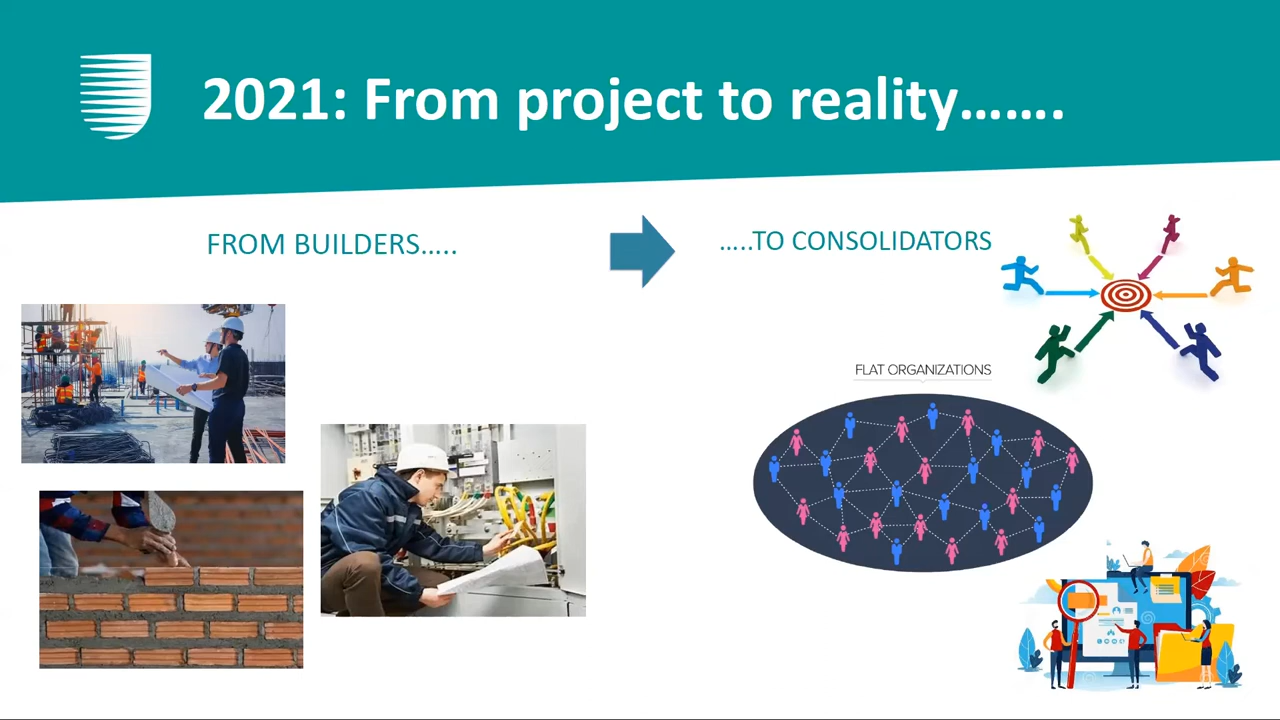 2021: From project to reality…….
FROM BUILDERS…..
…..TO CONSOLIDATORS
FLAT ORGANIZATIONS